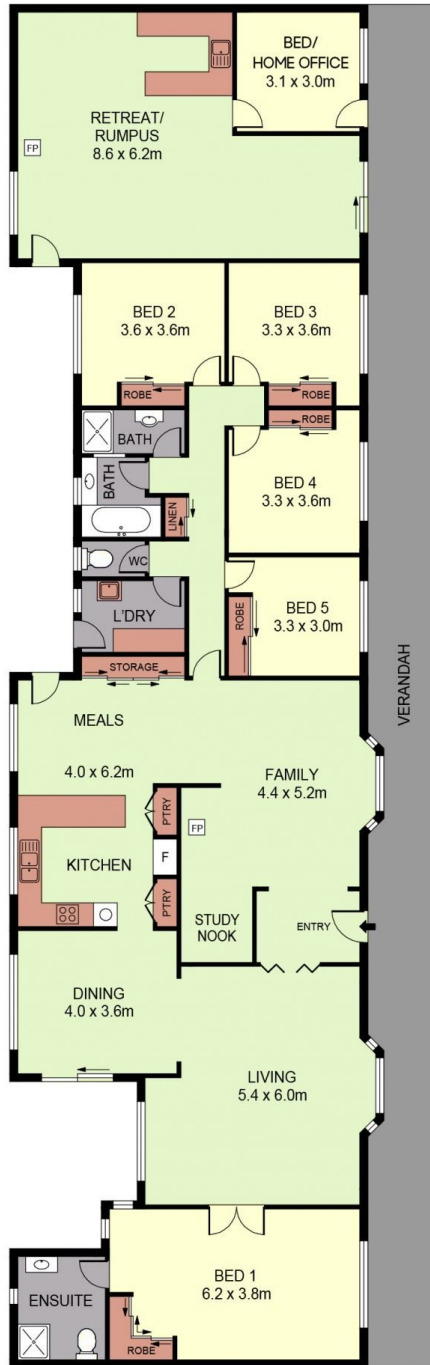 BED/
HOME OFFICE
3.1 x 3.0m
RETREAT/
RUMPUS
8.6 x 6.2m
FP
BED 2
3.6 x 3.6m
BED 3
3.3 x 3.6m
ROBE
ROBE
BATH
ROBE
BED 4
3.3 x 3.6m
BATH
LINEN
WC
L'DRY
BED 5
3.3 x 3.0m
ROBE
STORAGE
VERANDAH
MEALS
4.0 x 6.2m
FAMILY
4.4 x 5.2m
P'TRY
FP
KITCHEN
F
P'TRY
STUDY
NOOK
ENTRY
DINING
4.0 x 3.6m
LIVING
5.4 x 6.0m
BED 1
6.2 x 3.8m
ENSUITE
ROBE